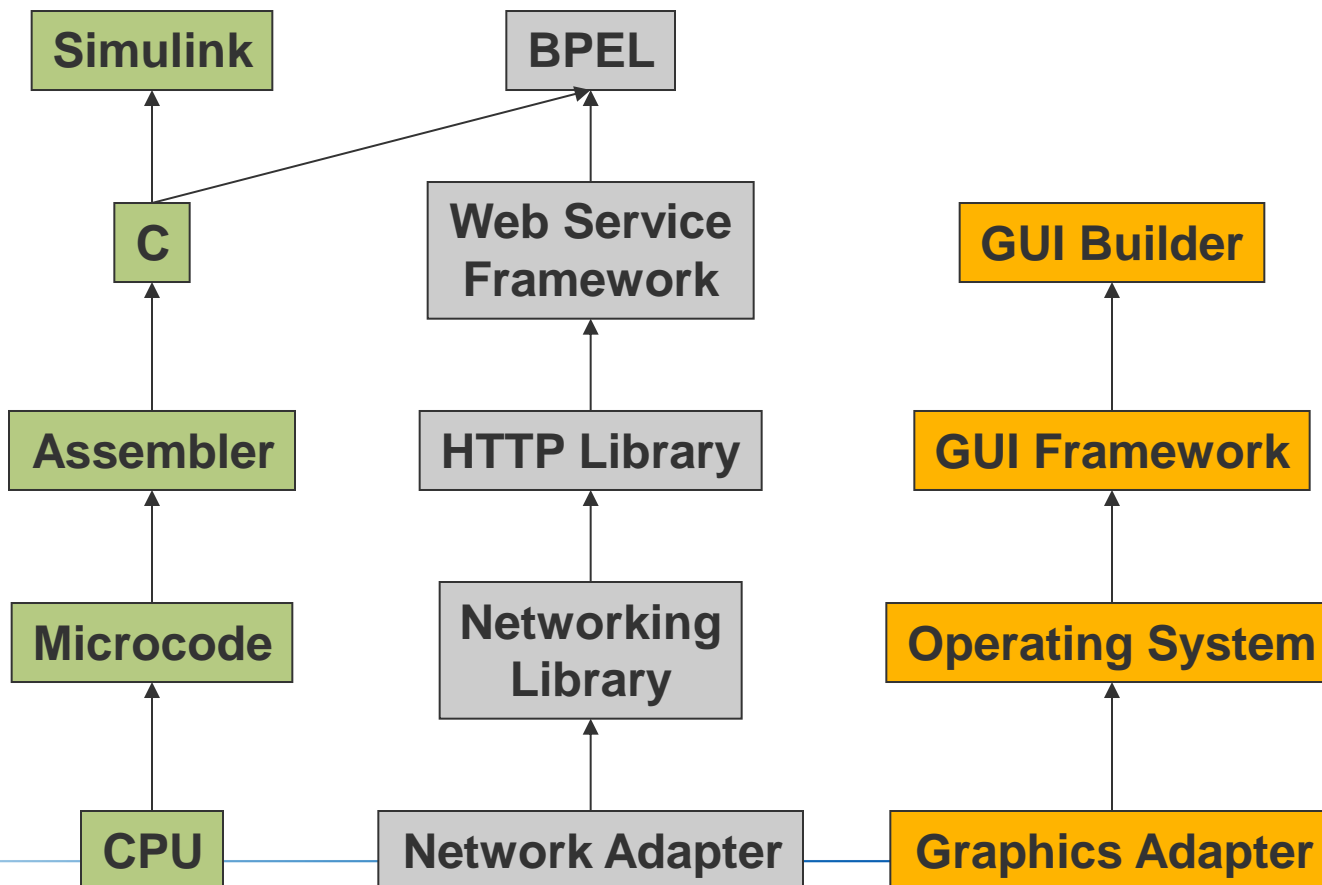 Simulink
BPEL
C
Web Service
Framework
GUI Builder
Assembler
HTTP Library
GUI Framework
Microcode
Networking
Library
Operating System
CPU
Network Adapter
Graphics Adapter